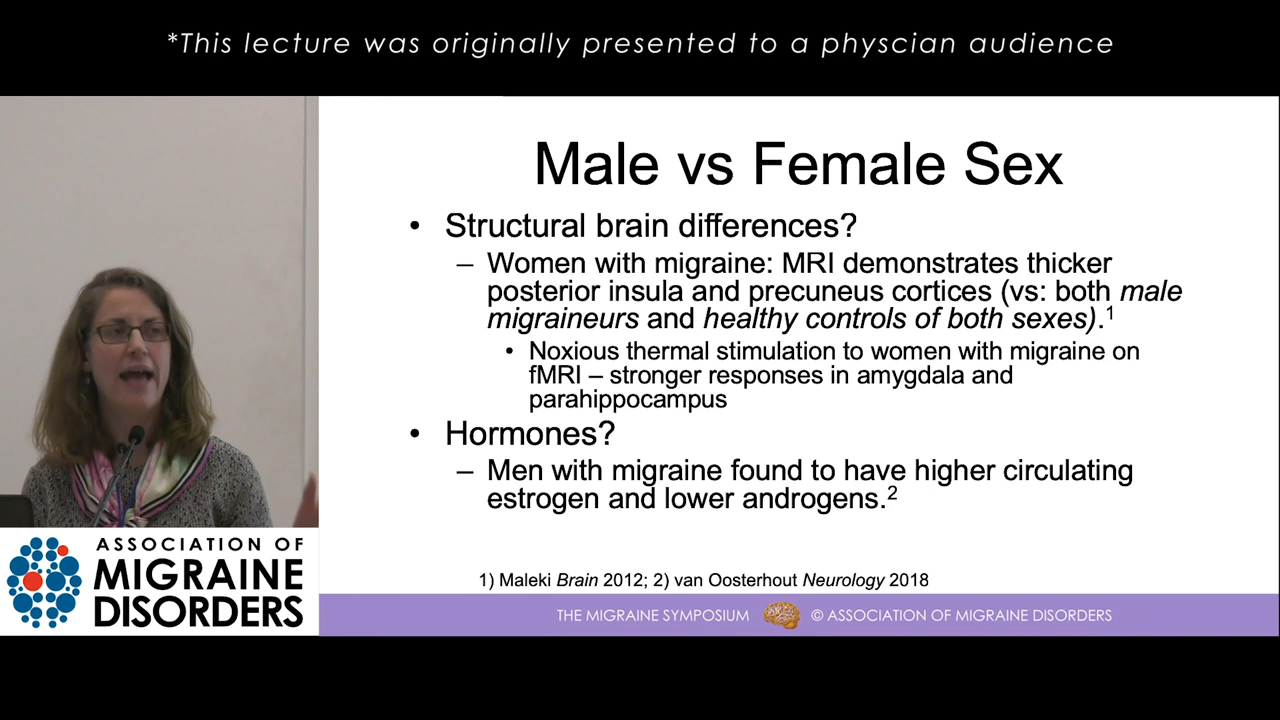 *This lecture was originally presented to a physcian audience
Male vs Female Sex
• Structural brain differences?
– Women with migraine: MRI demonstrates thicker
posterior insula and precuneus cortices (vs: both male
migraineurs and healthy controls of both sexes).1
• Noxious thermal stimulation to women with migraine on
fMRI – stronger responses in amygdala and
parahippocampus
• Hormones?
– Men with migraine found to have higher circulating
estrogen and lower androgens.2
1) Maleki Brain 2012; 2) van Oosterhout Neurology 2018
ASSOCIATION OF
MIGRAINE
DISORDERS
THE MIGRAINE SYMPOSIUM © ASSOCIATION OF MIGRAINE DISORDERS